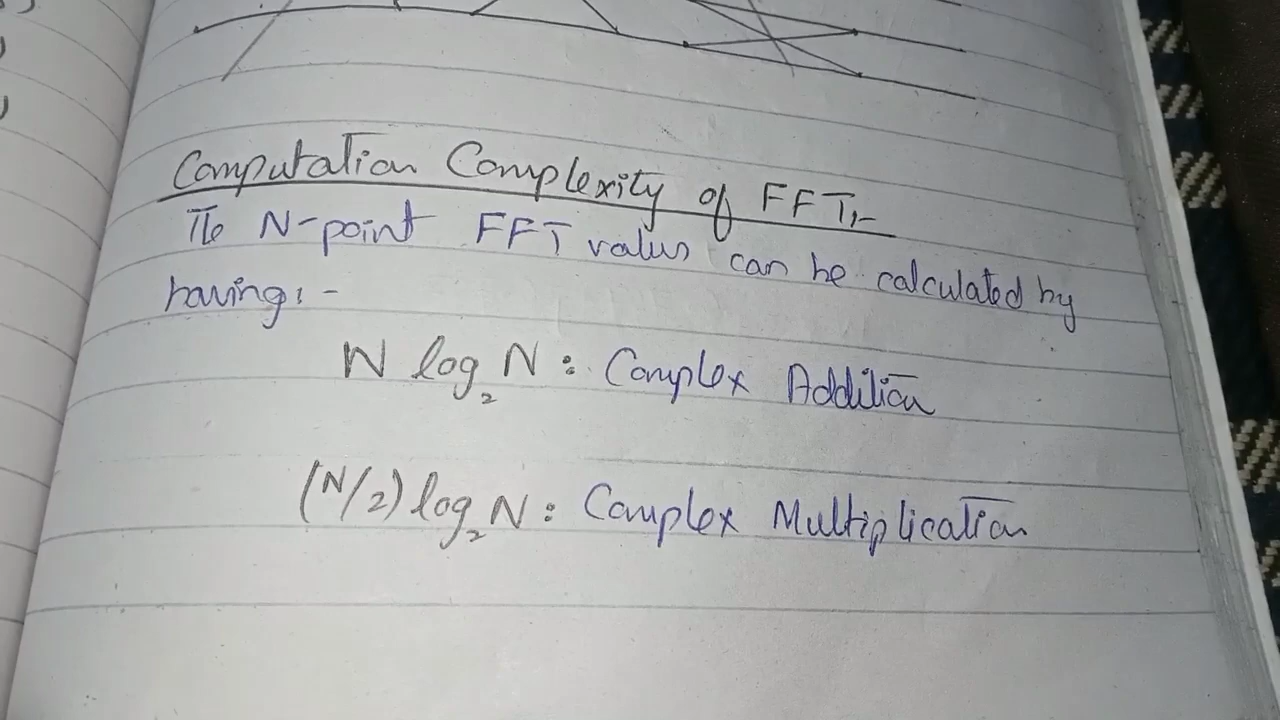 Computation Complexity of FFT:-
The N-point FFT values can be calculated by
having:-
N log₂ N : Complex Addition
(N/2) log₂ N : Complex Multiplication